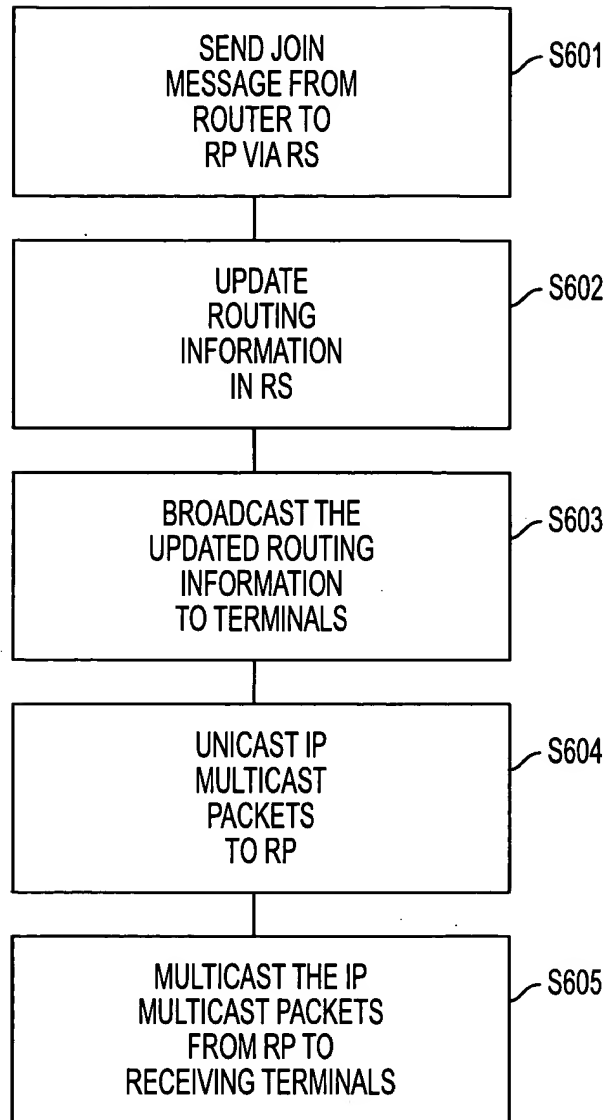 SEND JOIN
MESSAGE FROM
ROUTER TO
RP VIA RS
S601
UPDATE
ROUTING
INFORMATION
IN RS
S602
BROADCAST THE
UPDATED ROUTING
INFORMATION
TO TERMINALS
S603
UNICAST IP
MULTICAST
PACKETS
TO RP
S604
MULTICAST THE IP
MULTICAST PACKETS
FROM RP TO
RECEIVING TERMINALS
S605